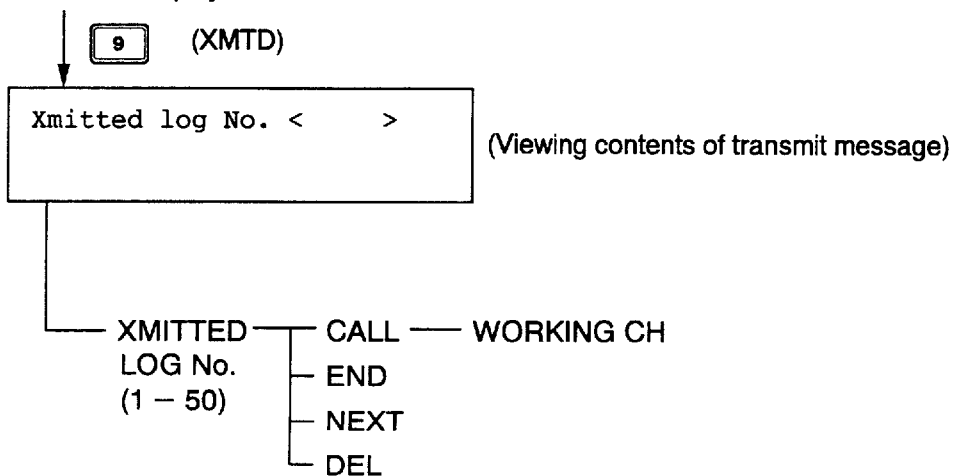 9 (XMTD)
Xmitted log No. < >
(Viewing contents of transmit message)
XMITTED CALL WORKING CH
LOG No. END
(1 – 50) NEXT
DEL